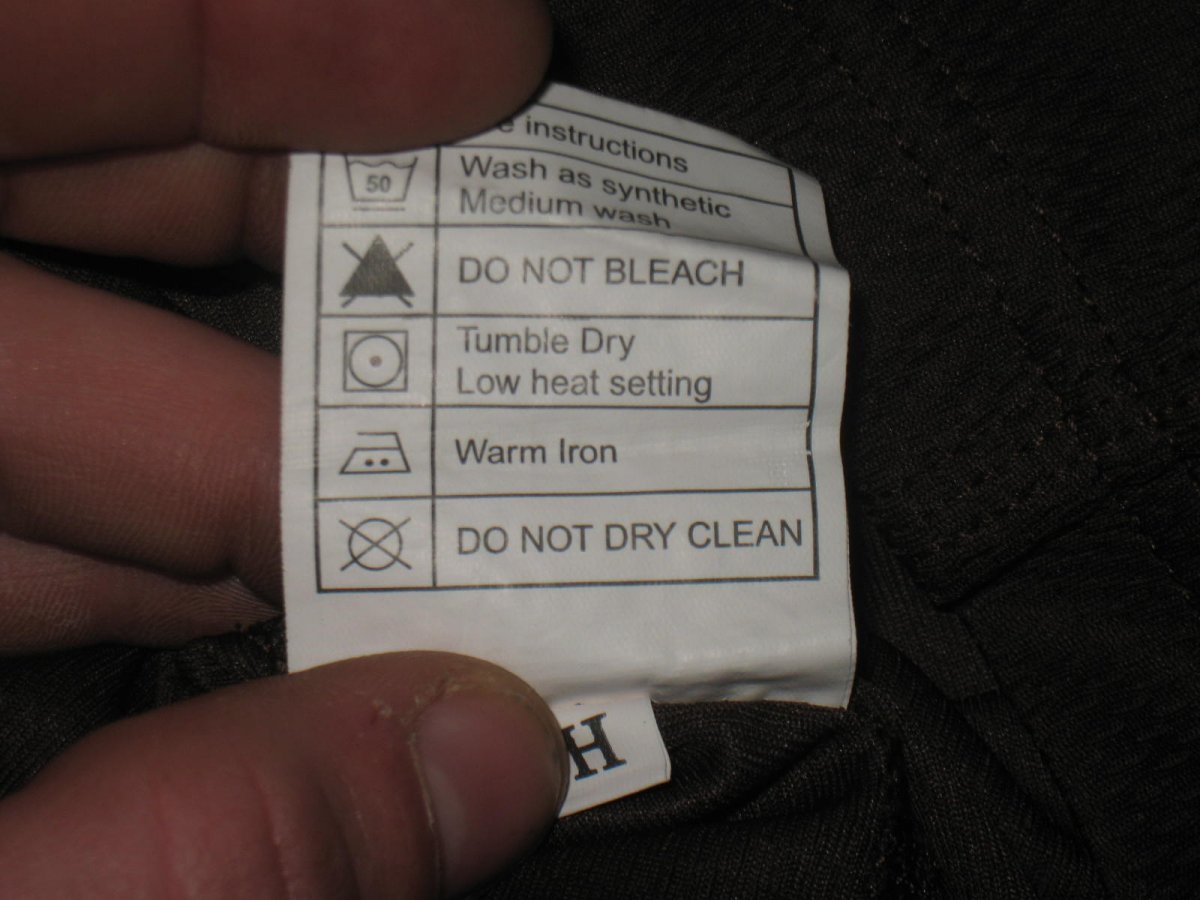 instructions
50
Wash as synthetic
Medium wash
DO NOT BLEACH
Tumble Dry
Low heat setting
Warm Iron
DO NOT DRY CLEAN
H